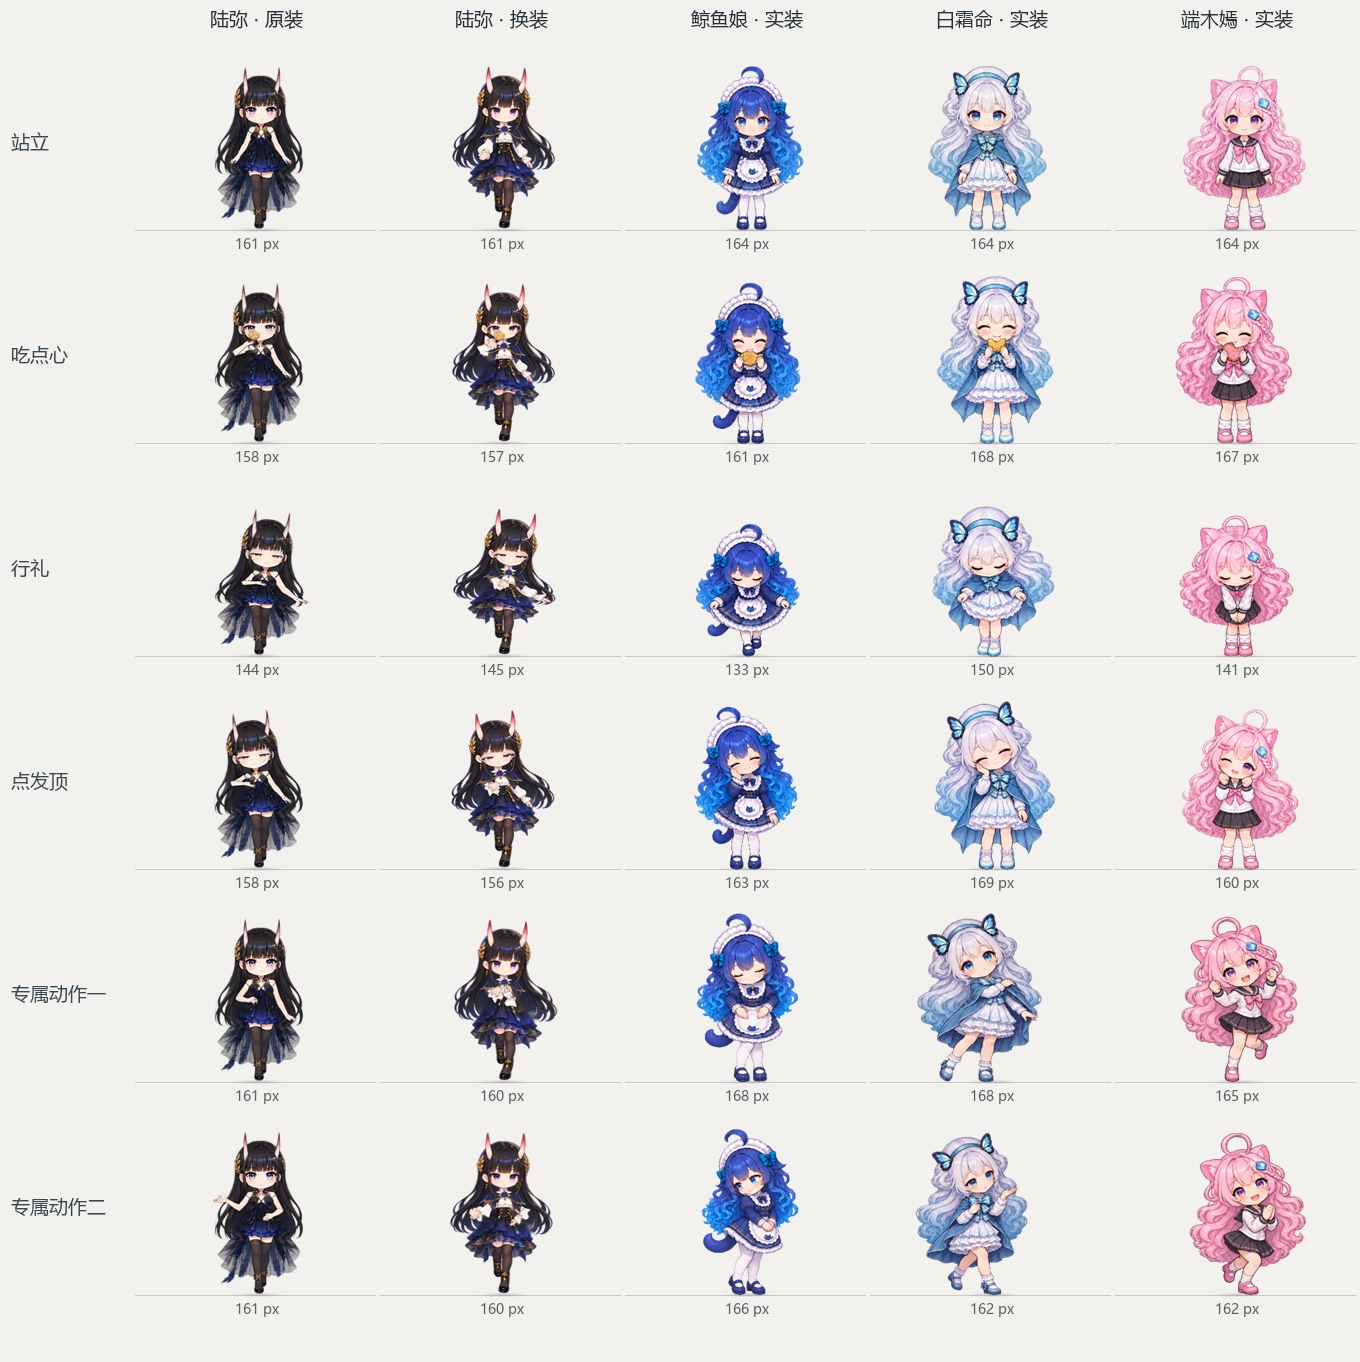 陆弥 · 原装
陆弥 · 换装
鲸鱼娘 · 实装
白霜命 · 实装
端木嫣 · 实装
站立
161 px
161 px
164 px
164 px
164 px
吃点心
158 px
157 px
161 px
168 px
167 px
行礼
144 px
145 px
133 px
150 px
141 px
点发顶
158 px
156 px
163 px
169 px
160 px
专属动作一
161 px
160 px
168 px
168 px
165 px
专属动作二
161 px
160 px
166 px
162 px
162 px